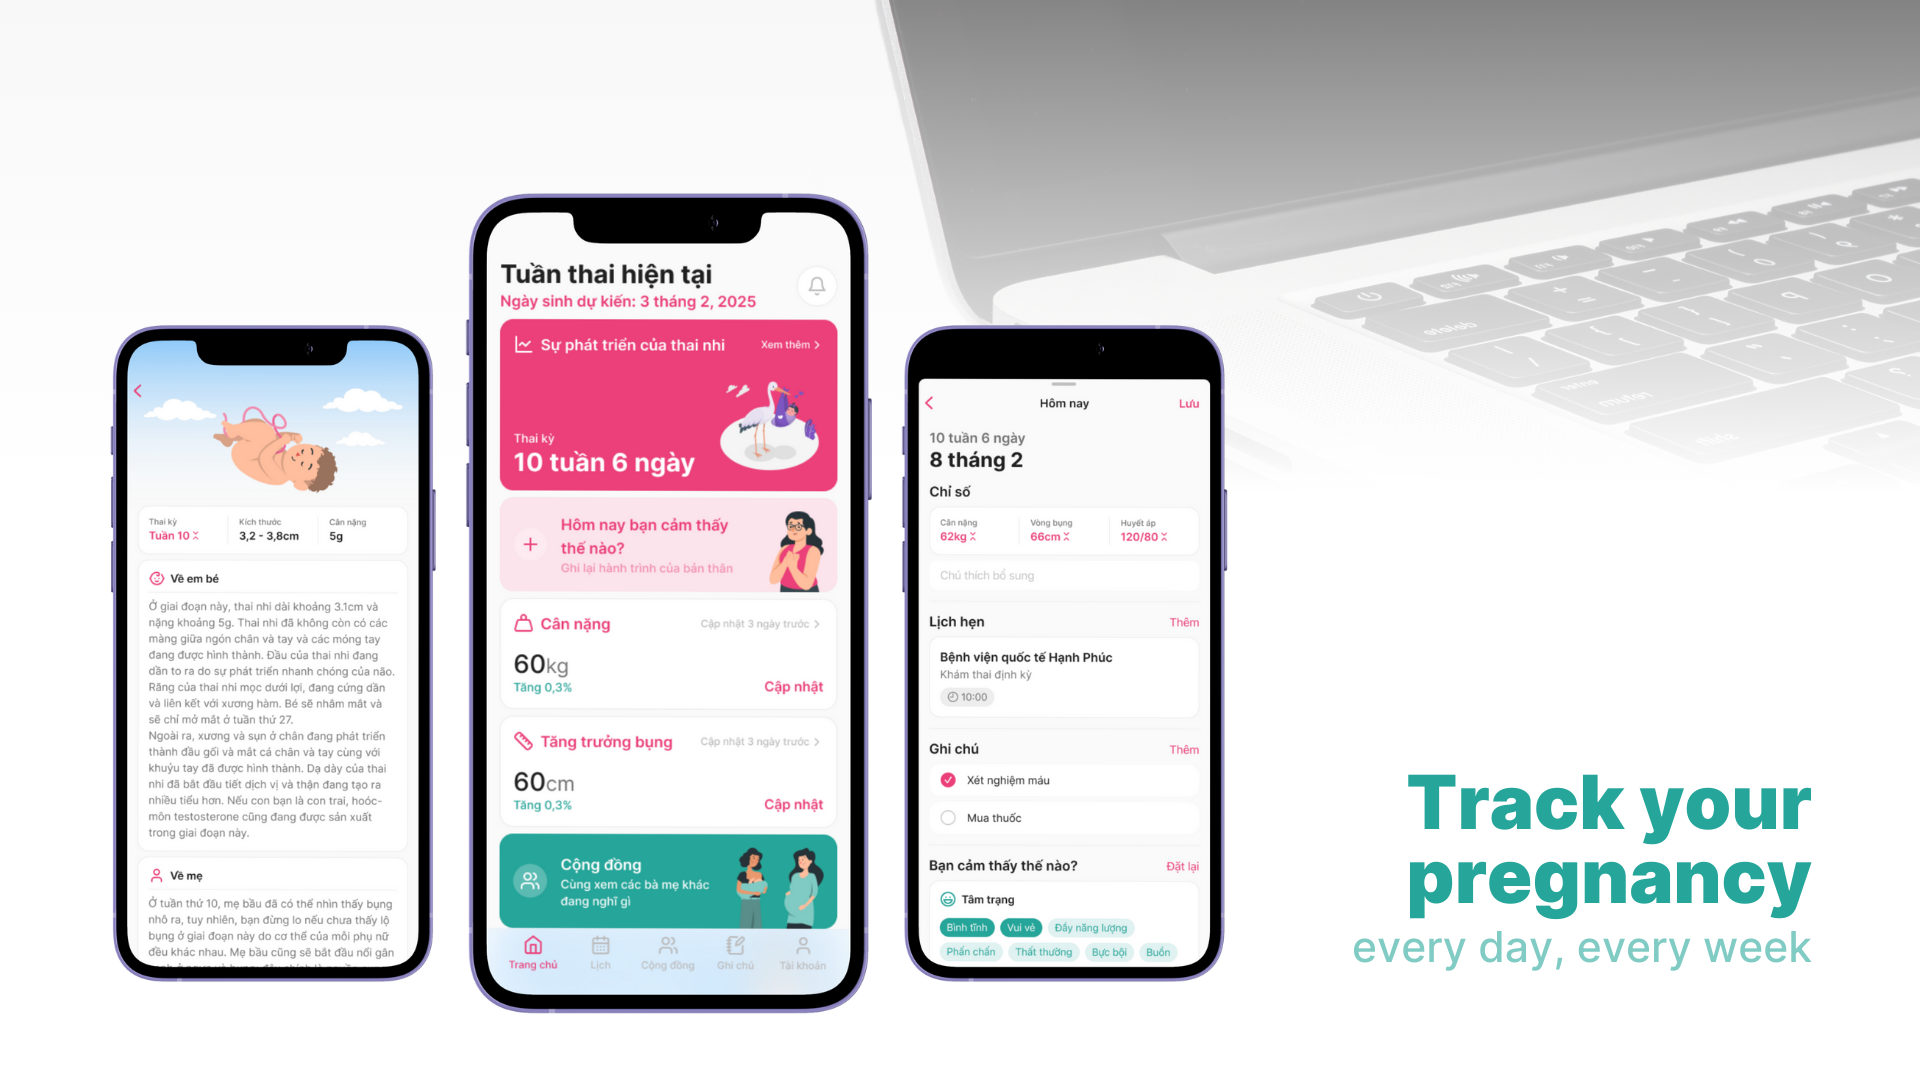 Thai kỳ
Tuần 10
Kích thước
3,2 - 3,8cm
Cân nặng
5g
Về em bé
Ở giai đoạn này, thai nhi dài khoảng 3.1cm và
nặng khoảng 5g. Thai nhi đã không còn có các
màng giữa ngón chân và tay và các móng tay
đang được hình thành. Đầu của thai nhi đang
dần to ra do sự phát triển nhanh chóng của não.
Răng của thai nhi mọc dưới lợi, đang cứng dần
và liên kết với xương hàm. Bé sẽ nhắm mắt và
sẽ chỉ mở mắt ở tuần thứ 27.
Ngoài ra, xương và sụn ở chân đang phát triển
thành đầu gối và mắt cá chân và tay cùng với
khuỷu tay đã được hình thành. Dạ dày của thai
nhi đã bắt đầu tiết dịch vị và thận đang tạo ra
nhiều tiểu hơn. Nếu con bạn là con trai, hoóc-
môn testosterone cũng đang được sản xuất
trong giai đoạn này.
Về mẹ
Ở tuần thứ 10, mẹ bầu đã có thể nhìn thấy bụng
nhô ra, tuy nhiên, bạn đừng lo nếu chưa thấy lộ
bụng ở giai đoạn này do cơ thể của mỗi phụ nữ
đều khác nhau. Mẹ bầu cũng sẽ bắt đầu nổi gân
Tuần thai hiện tại
Ngày sinh dự kiến: 3 tháng 2, 2025
Sự phát triển của thai nhi
Xem thêm
Thai kỳ
10 tuần 6 ngày
Hôm nay bạn cảm thấy
thế nào?
Ghi lại hành trình của bản thân
Cân nặng
Cập nhật 3 ngày trước
60kg
Tăng 0,3%
Cập nhật
Tăng trưởng bụng
Cập nhật 3 ngày trước
60cm
Tăng 0,3%
Cập nhật
Cộng đồng
Cùng xem các bà mẹ khác
đang nghĩ gì
Trang chủ
Lịch
Cộng đồng
Ghi chú
Tài khoản
Hôm nay
Lưu
10 tuần 6 ngày
8 tháng 2
Chỉ số
Cân nặng
62kg
Vòng bụng
66cm
Huyết áp
120/80
Chú thích bổ sung
Lịch hẹn
Thêm
Bệnh viện quốc tế Hạnh Phúc
Khám thai định kỳ
10:00
Ghi chú
Thêm
Xét nghiệm máu
Mua thuốc
Bạn cảm thấy thế nào?
Đặt lại
Tâm trạng
Bình tĩnh
Vui vẻ
Đầy năng lượng
Phấn chấn
Thất thường
Bực bội
Buồn
Track your
pregnancy
every day, every week